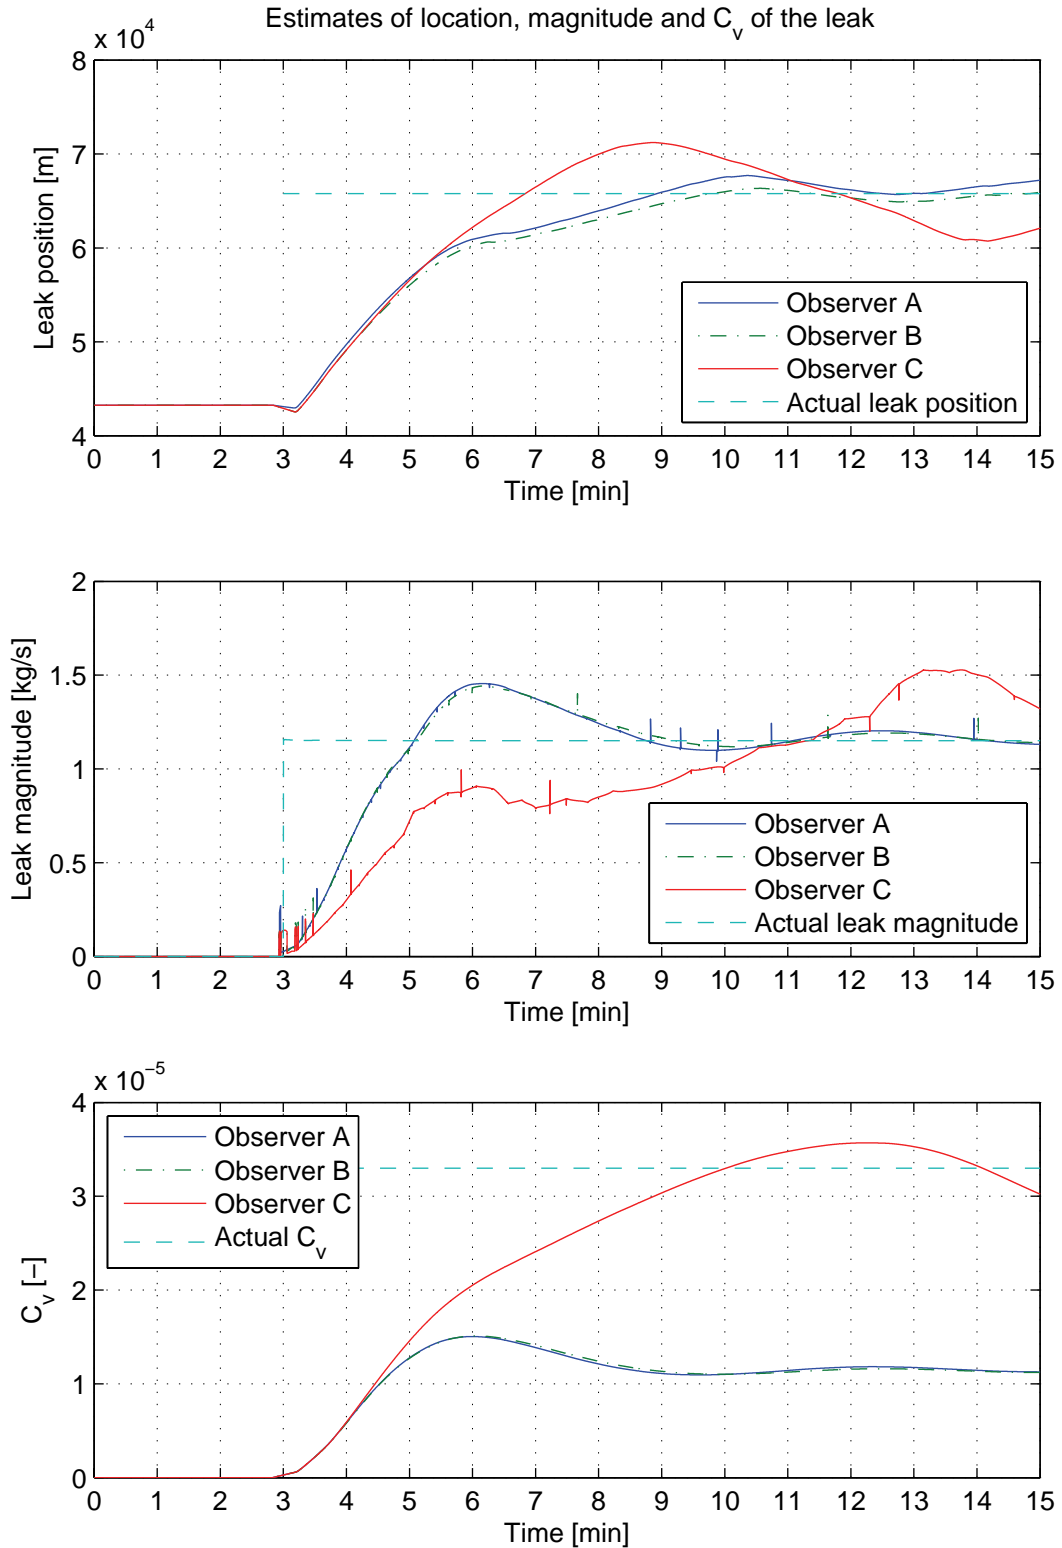 Estimates of location, magnitude and C_v of the leak
x 10^4
8
7
6
5
4
Leak position [m]
Observer A
Observer B
Observer C
Actual leak position
0 1 2 3 4 5 6 7 8 9 10 11 12 13 14 15
Time [min]
2
1.5
1
0.5
0
Leak magnitude [kg/s]
Observer A
Observer B
Observer C
Actual leak magnitude
0 1 2 3 4 5 6 7 8 9 10 11 12 13 14 15
Time [min]
x 10^−5
4
3
2
1
0
C_v [−]
Observer A
Observer B
Observer C
Actual C_v
0 1 2 3 4 5 6 7 8 9 10 11 12 13 14 15
Time [min]